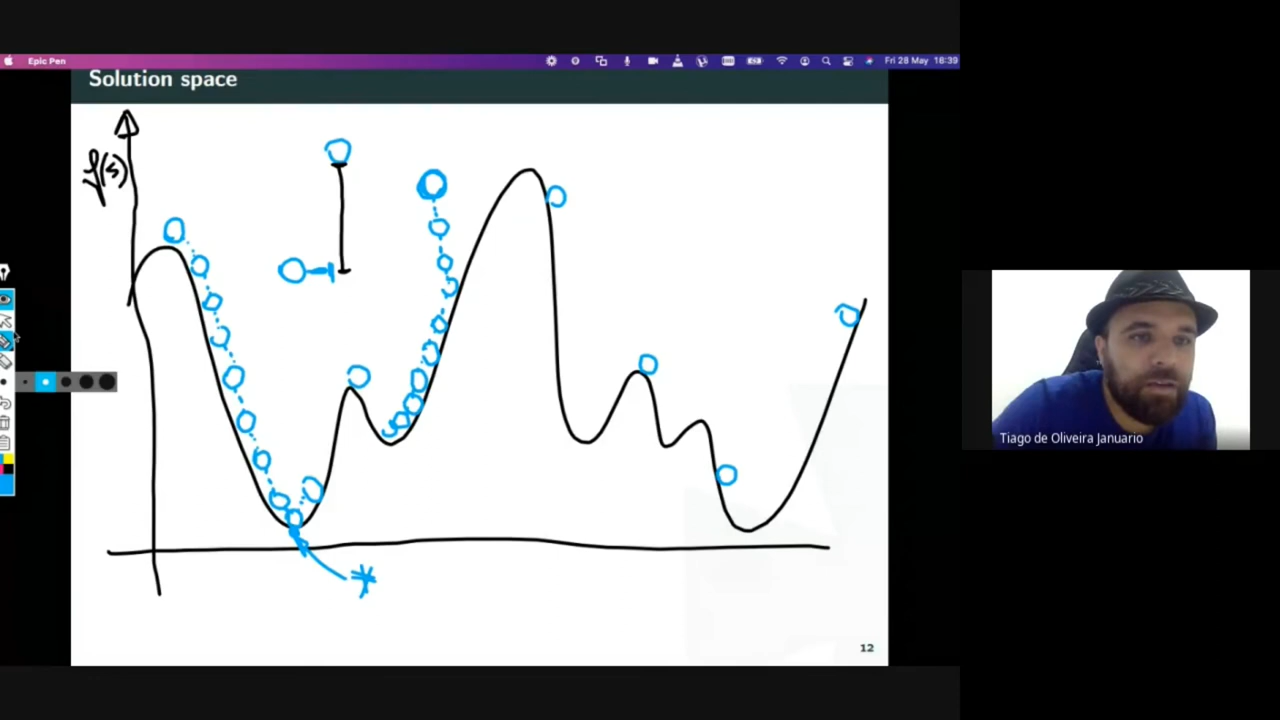 Epic Pen
Fri 28 May 18:39
Solution space
f(s)
*
Tiago de Oliveira Januario
12